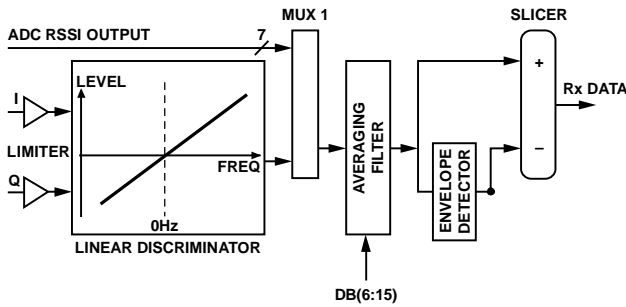 MUX 1
SLICER
ADC RSSI OUTPUT
7
LEVEL
I
LIMITER
FREQ
Q
0Hz
LINEAR DISCRIMINATOR
AVERAGING
FILTER
ENVELOPE
DETECTOR
+
–
Rx DATA
DB(6:15)